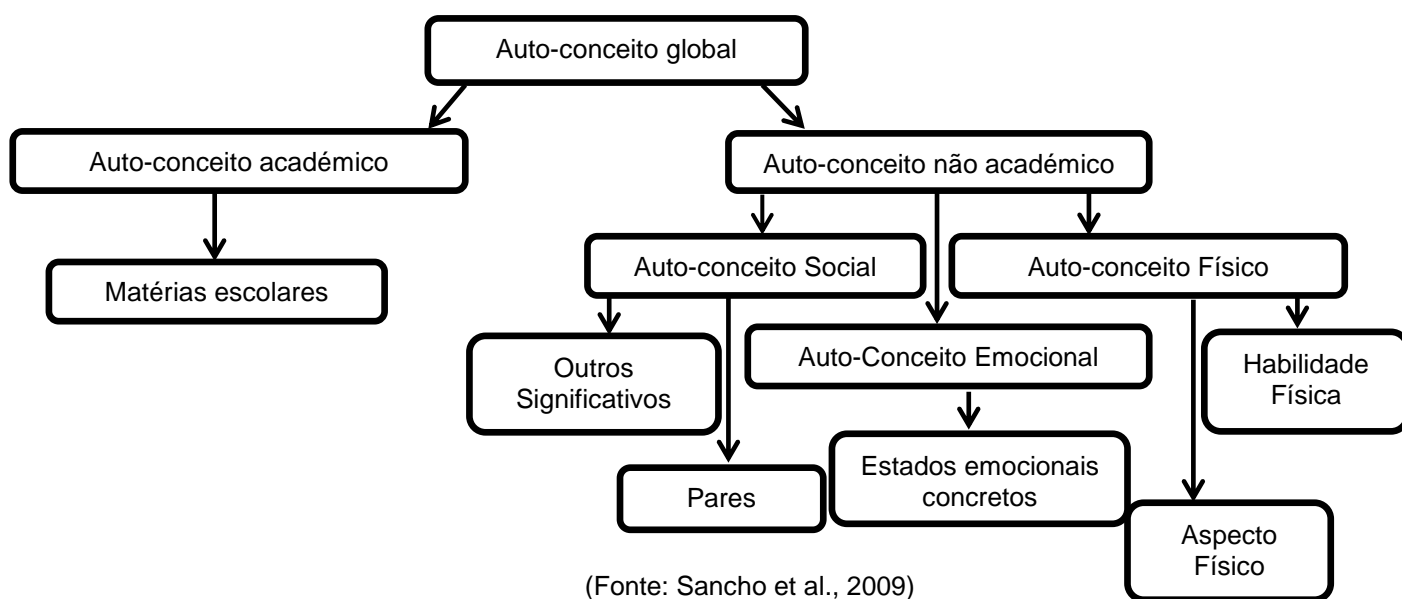 Auto-conceito global
Auto-conceito académico
Auto-conceito não académico
Matérias escolares
Auto-conceito Social
Auto-conceito Físico
Outros
Significativos
Auto-Conceito Emocional
Habilidade
Física
Pares
Estados emocionais
concretos
Aspecto
Físico
(Fonte: Sancho et al., 2009)